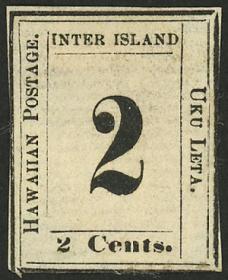 INTER ISLAND
HAWAIIAN POSTAGE.
2
UKU LETA.
2 Cents.